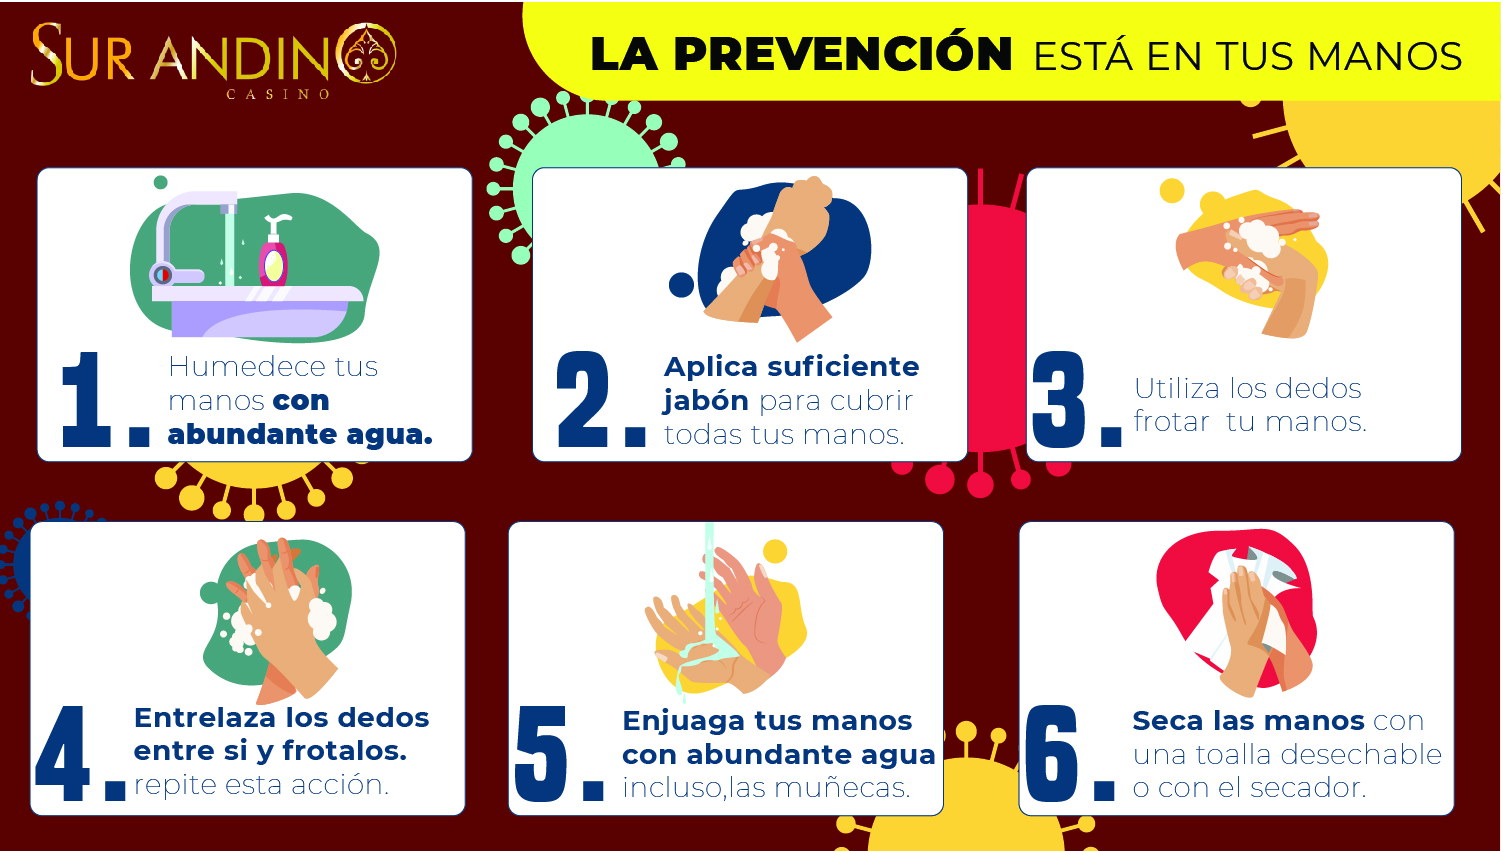 SUR ANDINO
CASINO
LA PREVENCIÓN ESTÁ EN TUS MANOS
1.
Humedece tus
manos con
abundante agua.
2.
Aplica suficiente
jabón para cubrir
todas tus manos.
3.
Utiliza los dedos
frotar tu manos.
4.
Entrelaza los dedos
entre si y frotalos.
repite esta acción.
5.
Enjuaga tus manos
con abundante agua
incluso,las muñecas.
6.
Seca las manos con
una toalla desechable
o con el secador.